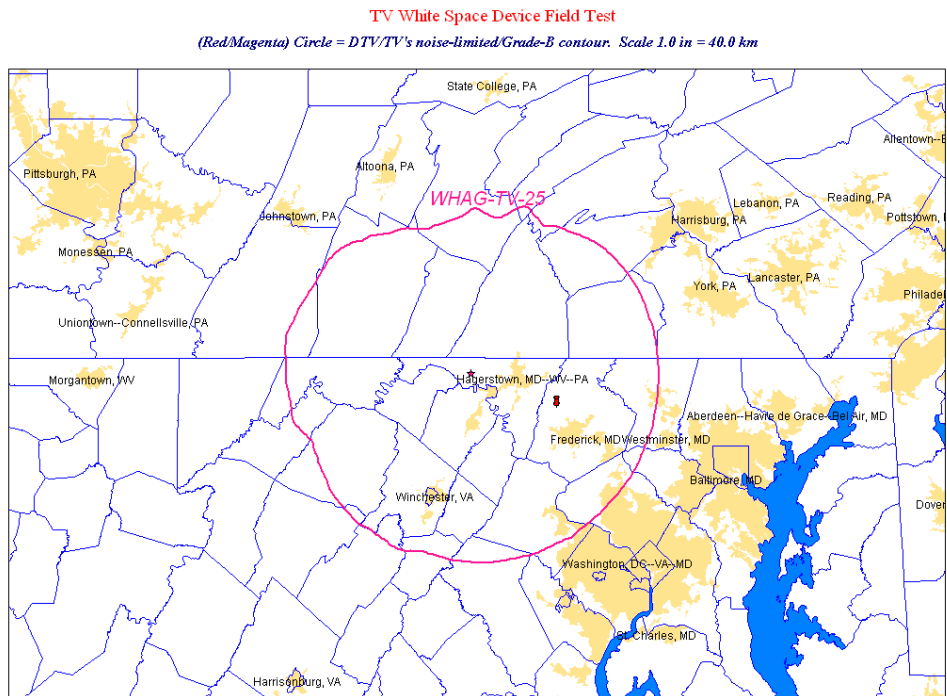 TV White Space Device Field Test
(Red/Magenta) Circle = DTV/TV's noise-limited/Grade-B contour. Scale 1.0 in = 40.0 km
State College, PA
Allentown--B
Altoona, PA
Pittsburgh, PA
WHAG-TV-25
Lebanon, PA
Reading, PA
Johnstown, PA
Harrisburg, PA
Pottstown,
Monessen, PA
Lancaster, PA
York, PA
Philadel
Uniontown--Connellsville, PA
Morgantown, WV
Hagerstown, MD--WV--PA
Aberdeen--Havre de Grace--Bel Air, MD
Frederick, MD
Westminster, MD
Baltimore, MD
Winchester, VA
Dover
Washington, DC--VA--MD
St. Charles, MD
Harrisonburg, VA